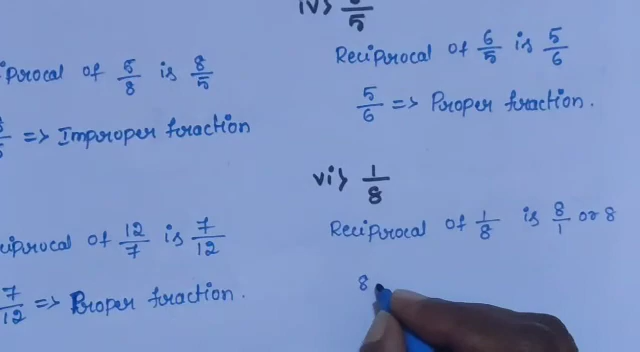 iv) 6/5
Reciprocal of 6/5 is 5/6
5/6 => Proper fraction.
of 5/8 is 8/5
=> Improper fraction
vi) 1/8
Reciprocal of 1/8 is 8/1 or 8
8
of 12/7 is 7/12
7/12 => Proper fraction.